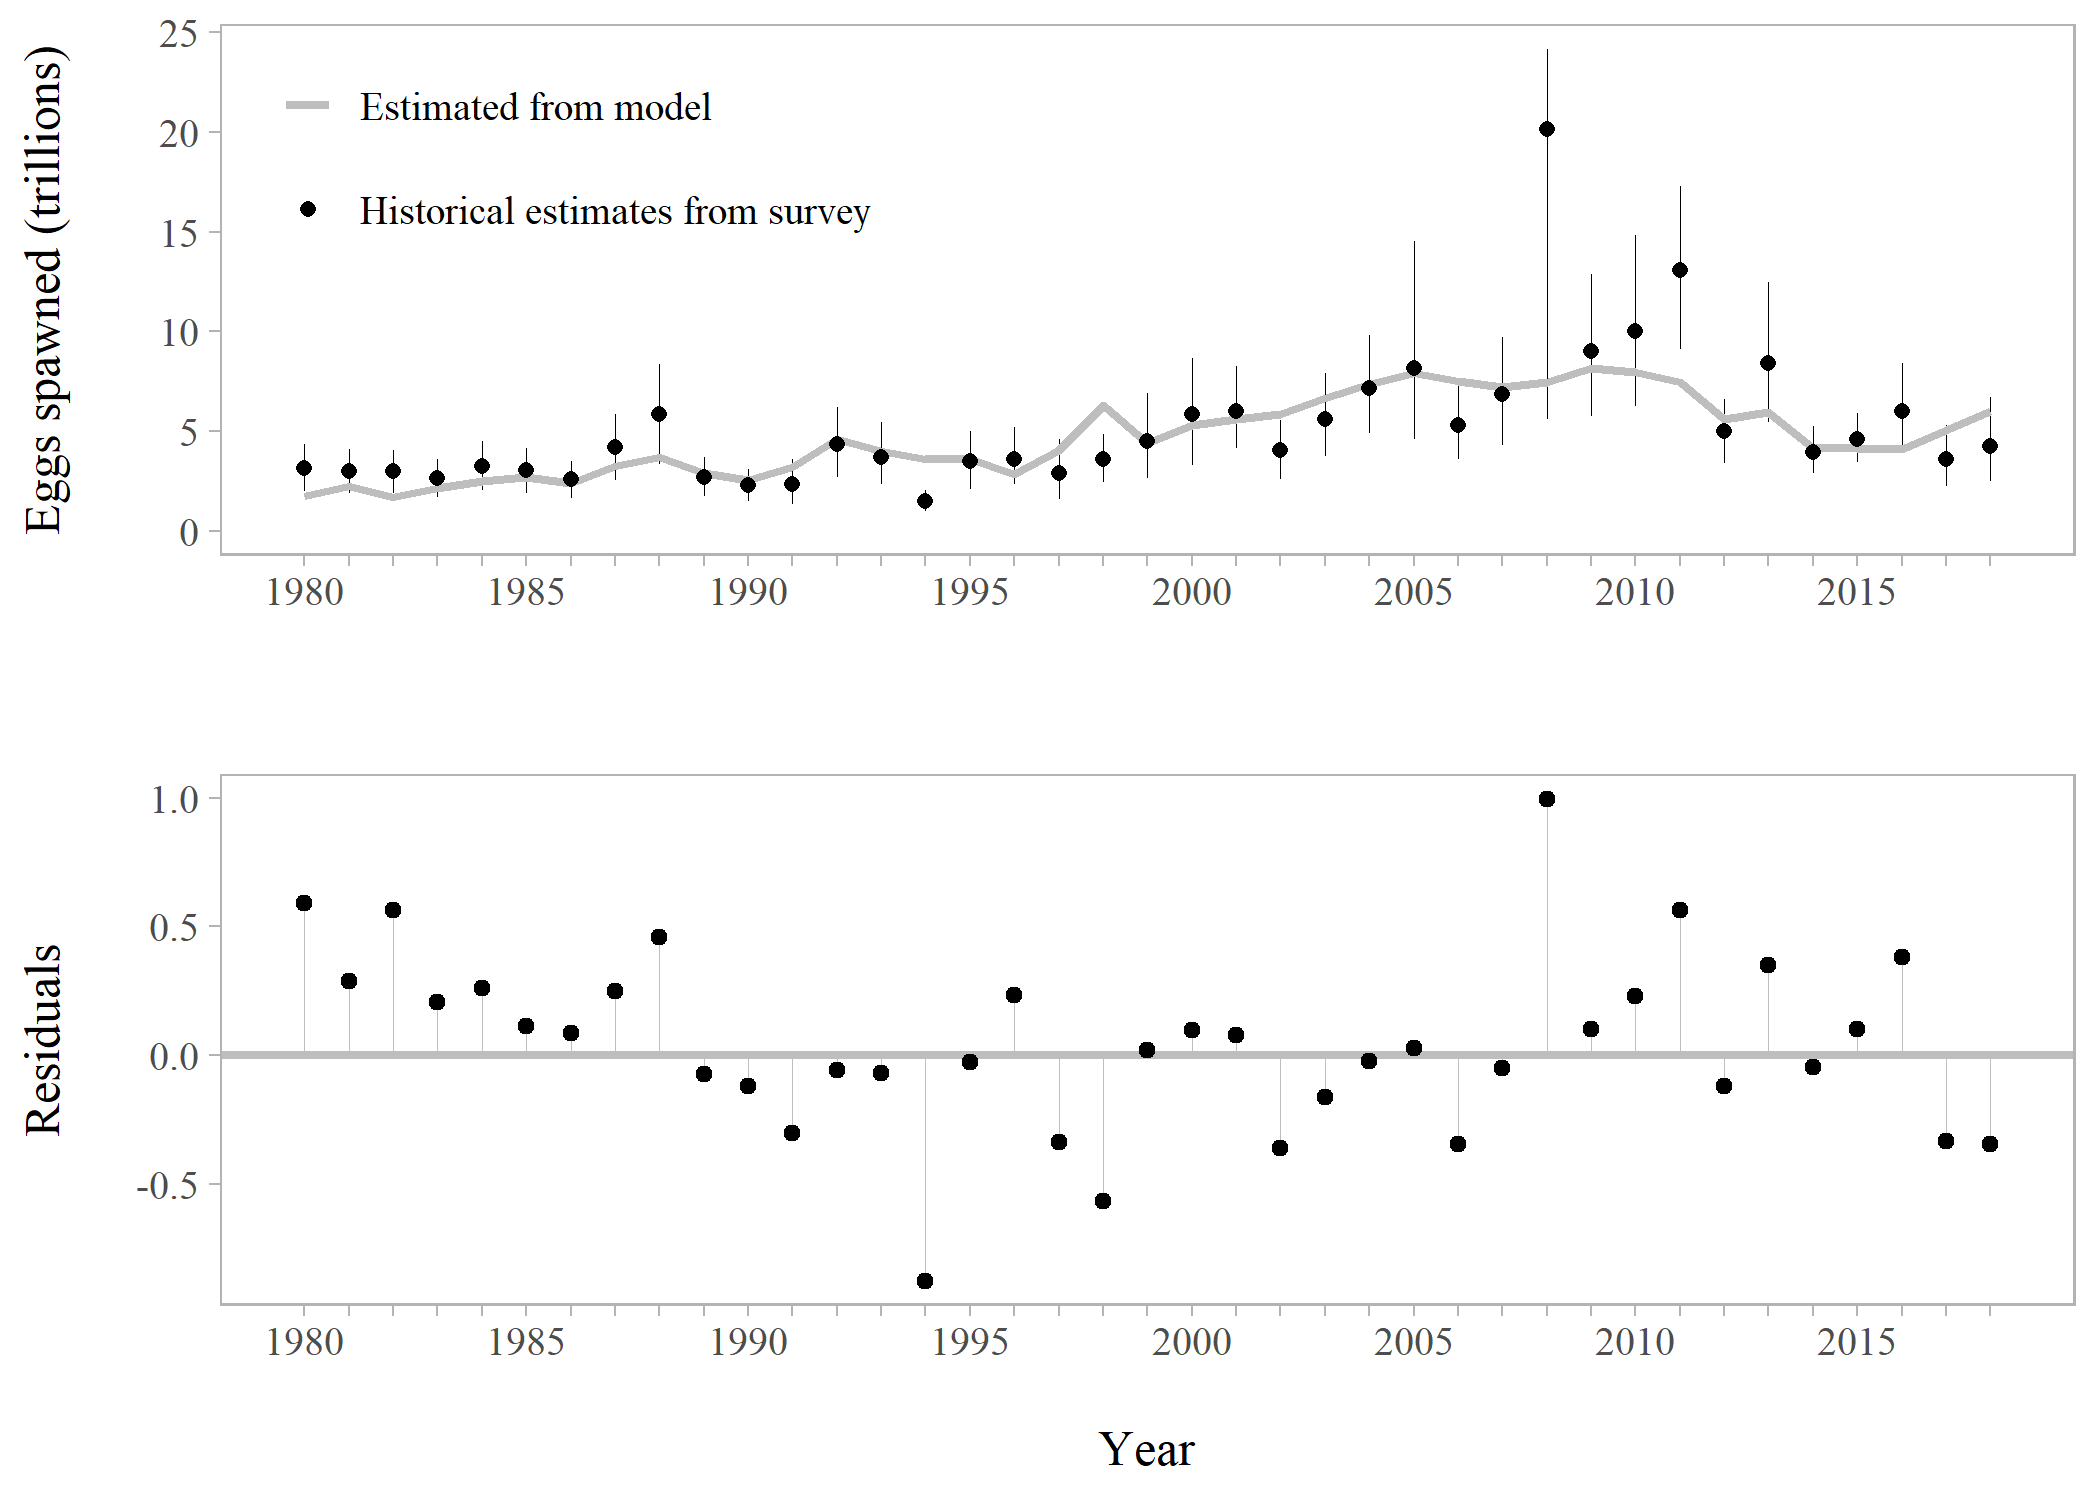 Eggs spawned (trillions)
25
20
15
10
5
0
Estimated from model
Historical estimates from survey
1980 1985 1990 1995 2000 2005 2010 2015
Residuals
1.0
0.5
0.0
-0.5
1980 1985 1990 1995 2000 2005 2010 2015
Year